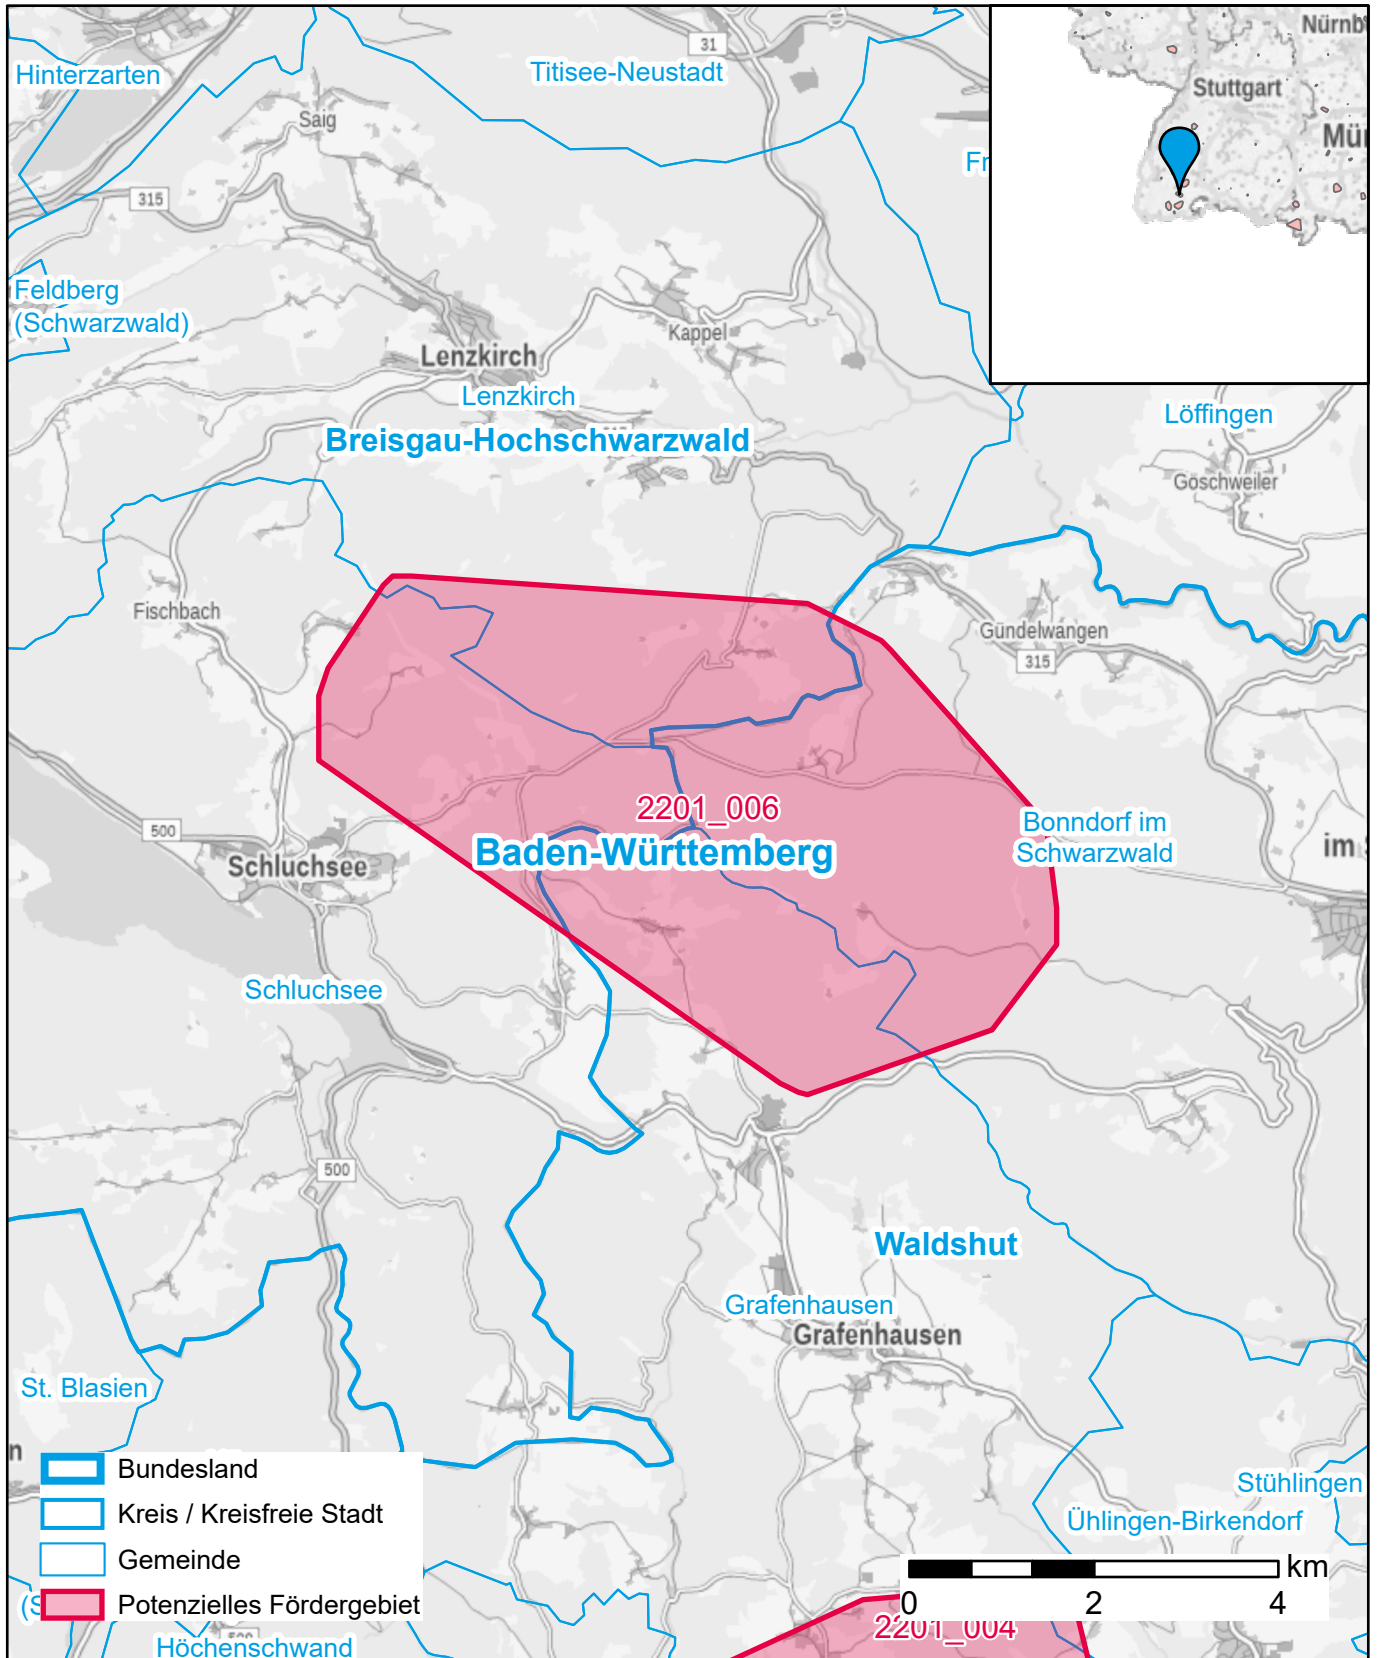 Hinterzarten
31
Titisee-Neustadt
Saig
315
Stuttgart
Feldberg
(Schwarzwald)
Kappel
Lenzkirch
Lenzkirch
Breisgau-Hochschwarzwald
Löffingen
Göschweiler
Fischbach
Gündelwangen
315
2201_006
Baden-Württemberg
Bonndorf im
Schwarzwald
im
500
Schluchsee
Schluchsee
500
Waldshut
Grafenhausen
Grafenhausen
St. Blasien
Stühlingen
Ühlingen-Birkendorf
Bundesland
Kreis / Kreisfreie Stadt
Gemeinde
Potenzielles Fördergebiet
km
0 2 4
2201_004
Höchenschwand